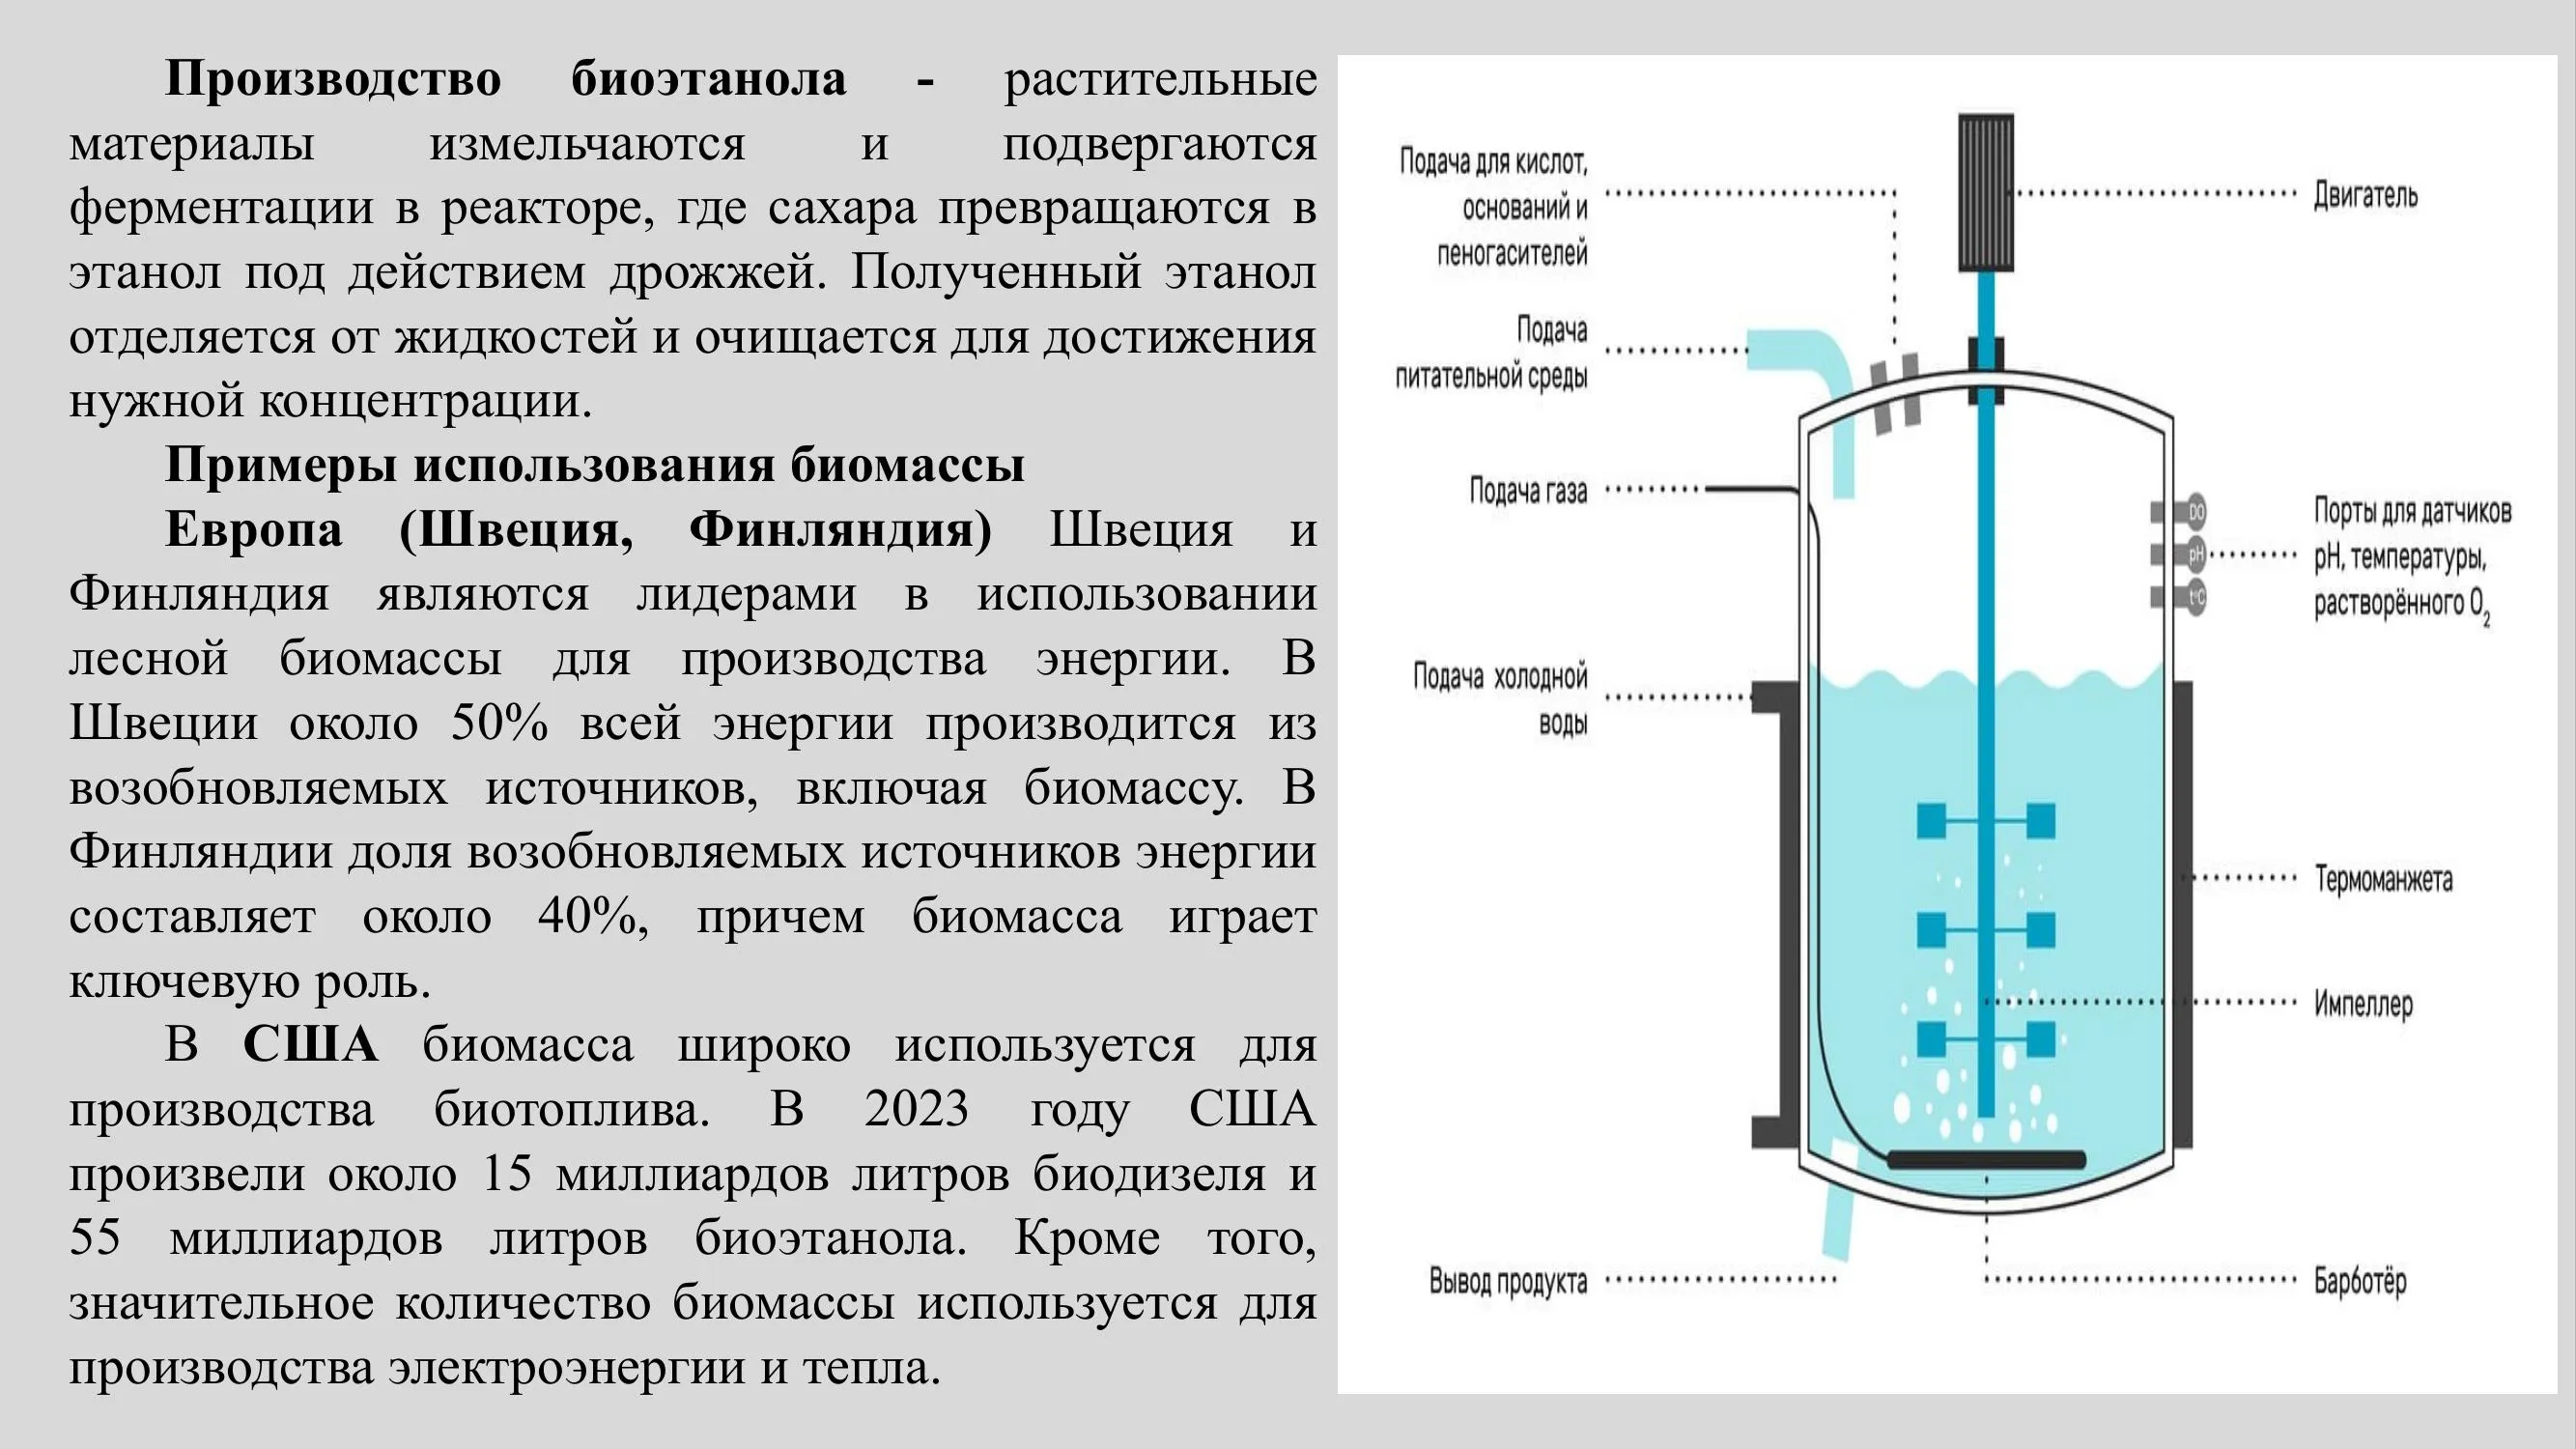 Производство биоэтанола - растительные
материалы измельчаются и подвергаются
ферментации в реакторе, где сахара превращаются в
этанол под действием дрожжей. Полученный этанол
отделяется от жидкостей и очищается для достижения
нужной концентрации.
Примеры использования биомассы
Европа (Швеция, Финляндия) Швеция и
Финляндия являются лидерами в использовании
лесной биомассы для производства энергии. В
Швеции около 50% всей энергии производится из
возобновляемых источников, включая биомассу. В
Финляндии доля возобновляемых источников энергии
составляет около 40%, причем биомасса играет
ключевую роль.
В США биомасса широко используется для
производства биотоплива. В 2023 году США
произвели около 15 миллиардов литров биодизеля и
55 миллиардов литров биоэтанола. Кроме того,
значительное количество биомассы используется для
производства электроэнергии и тепла.
Подача для кислот,
оснований и
пеногасителей
Подача
питательной среды
Подача газа
Подача холодной
воды
Вывод продукта
Двигатель
DO
pH
t°C
Порты для датчиков
pH, температуры,
растворённого O₂
Термоманжета
Импеллер
Барботёр